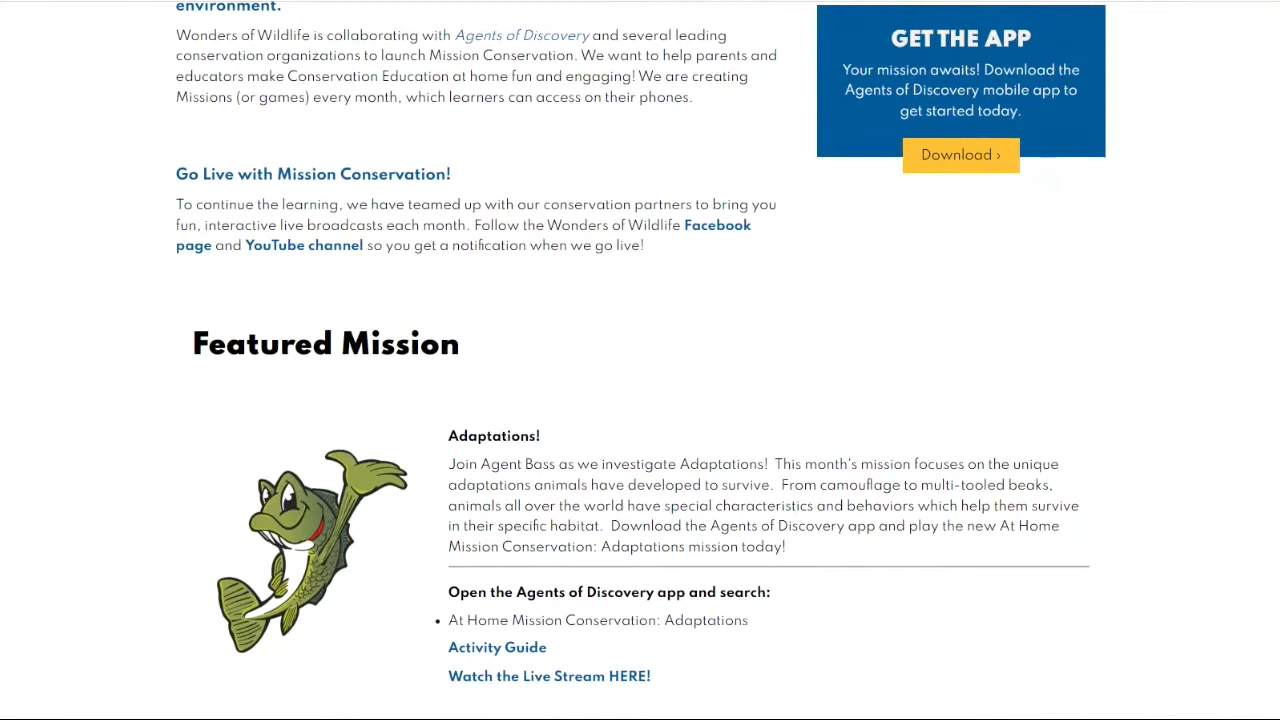 environment.
Wonders of Wildlife is collaborating with Agents of Discovery and several leading
conservation organizations to launch Mission Conservation. We want to help parents and
educators make Conservation Education at home fun and engaging! We are creating
Missions (or games) every month, which learners can access on their phones.
GET THE APP
Your mission awaits! Download the
Agents of Discovery mobile app to
get started today.
Download ›
Go Live with Mission Conservation!
To continue the learning, we have teamed up with our conservation partners to bring you
fun, interactive live broadcasts each month. Follow the Wonders of Wildlife Facebook
page and YouTube channel so you get a notification when we go live!
Featured Mission
Adaptations!
Join Agent Bass as we investigate Adaptations! This month's mission focuses on the unique
adaptations animals have developed to survive. From camouflage to multi-tooled beaks,
animals all over the world have special characteristics and behaviors which help them survive
in their specific habitat. Download the Agents of Discovery app and play the new At Home
Mission Conservation: Adaptations mission today!
Open the Agents of Discovery app and search:
• At Home Mission Conservation: Adaptations
Activity Guide
Watch the Live Stream HERE!